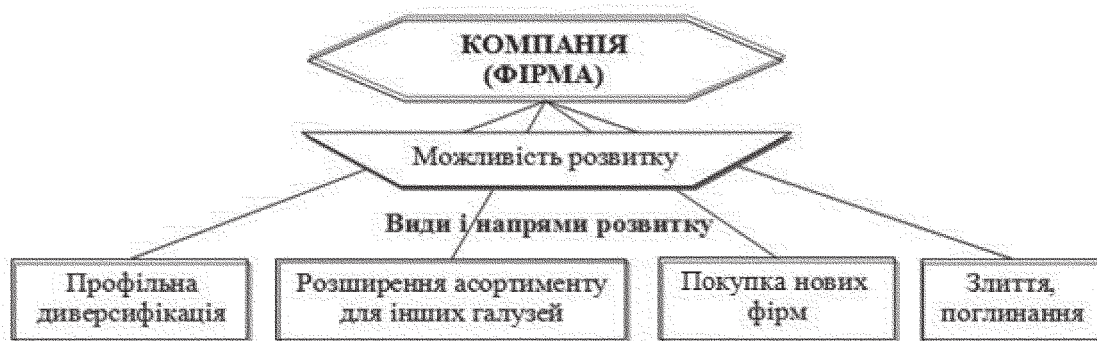 КОМПАНІЯ
(ФІРМА)
Можливість розвитку
Види і напрями розвитку
Профільна
диверсифікація
Розширення асортименту
для інших галузей
Покупка нових
фірм
Злиття,
поглинання